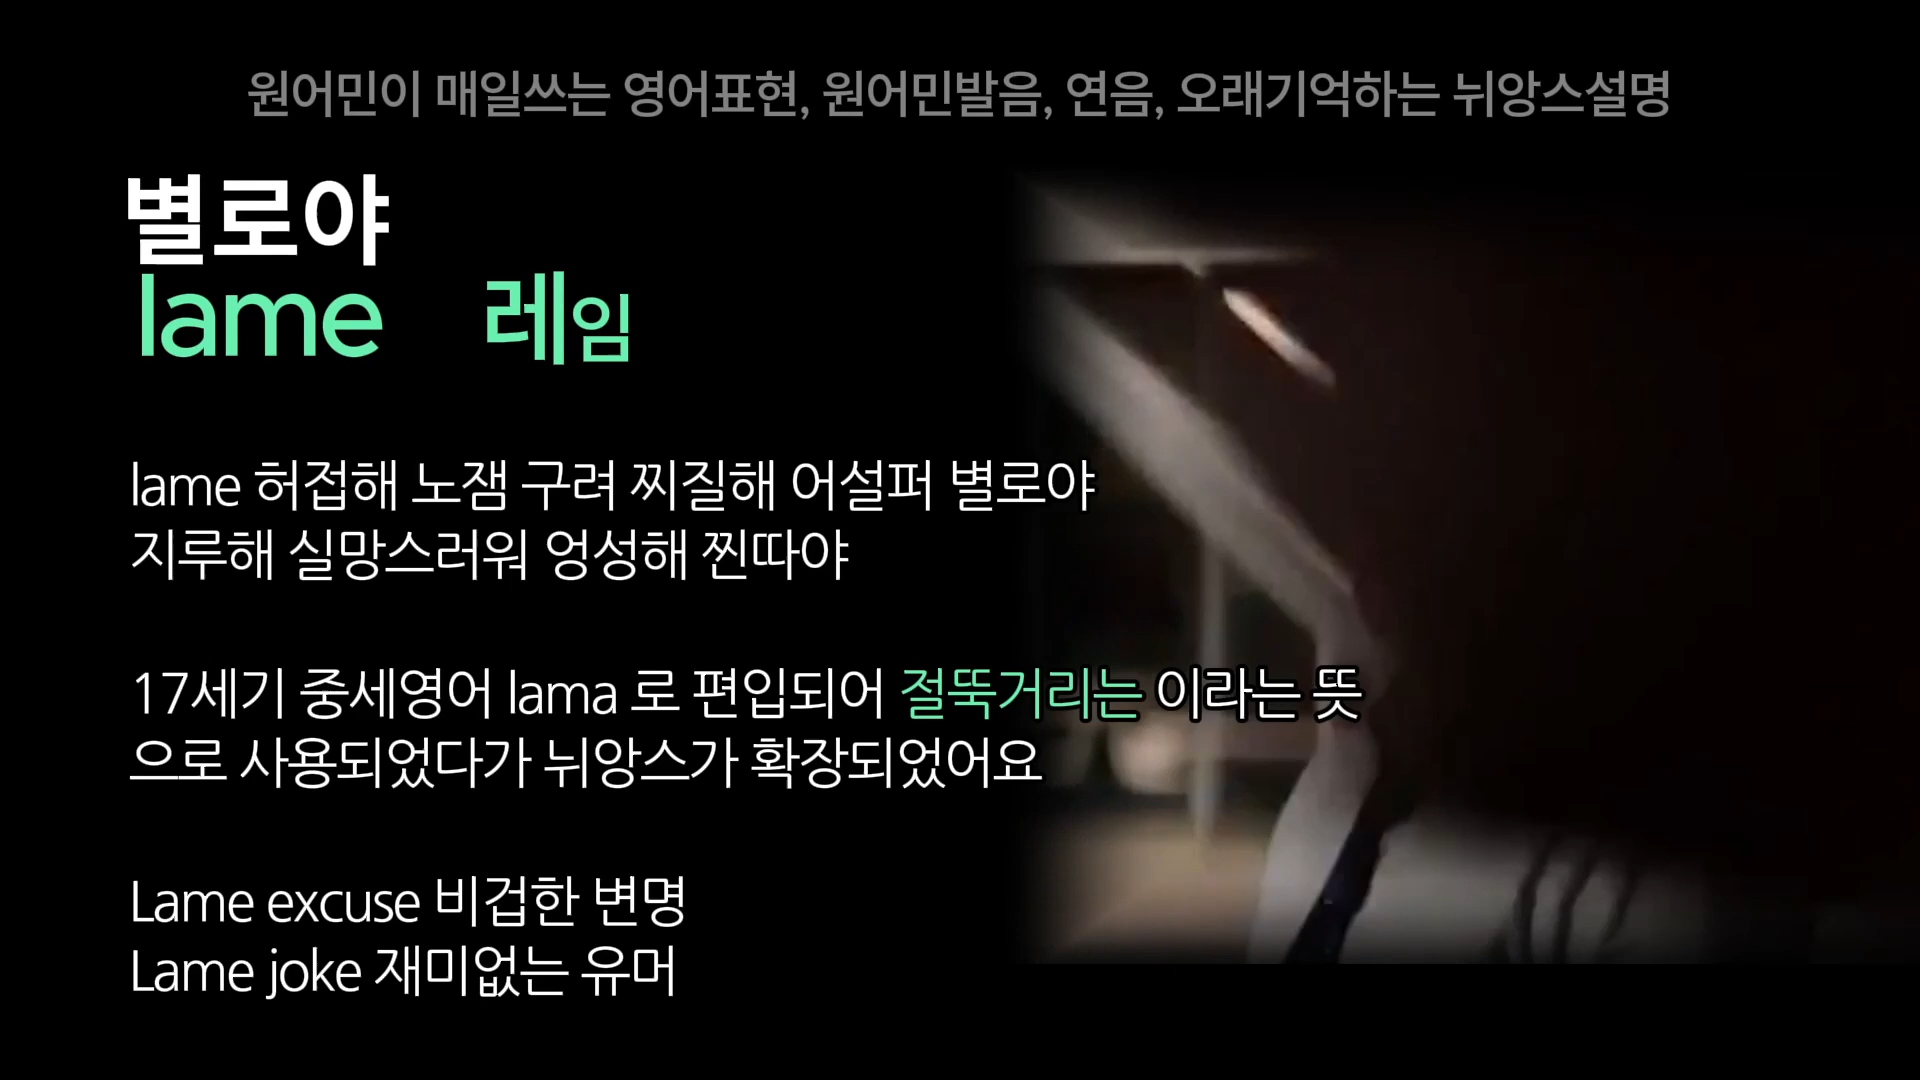 원어민이 매일쓰는 영어표현, 원어민발음, 연음, 오래기억하는 뉘앙스설명
별로야
lame 레임
lame 허접해 노잼 구려 찌질해 어설퍼 별로야
지루해 실망스러워 엉성해 찐따야
17세기 중세영어 lama 로 편입되어 절뚝거리는 이라는 뜻
으로 사용되었다가 뉘앙스가 확장되었어요
Lame excuse 비겁한 변명
Lame joke 재미없는 유머